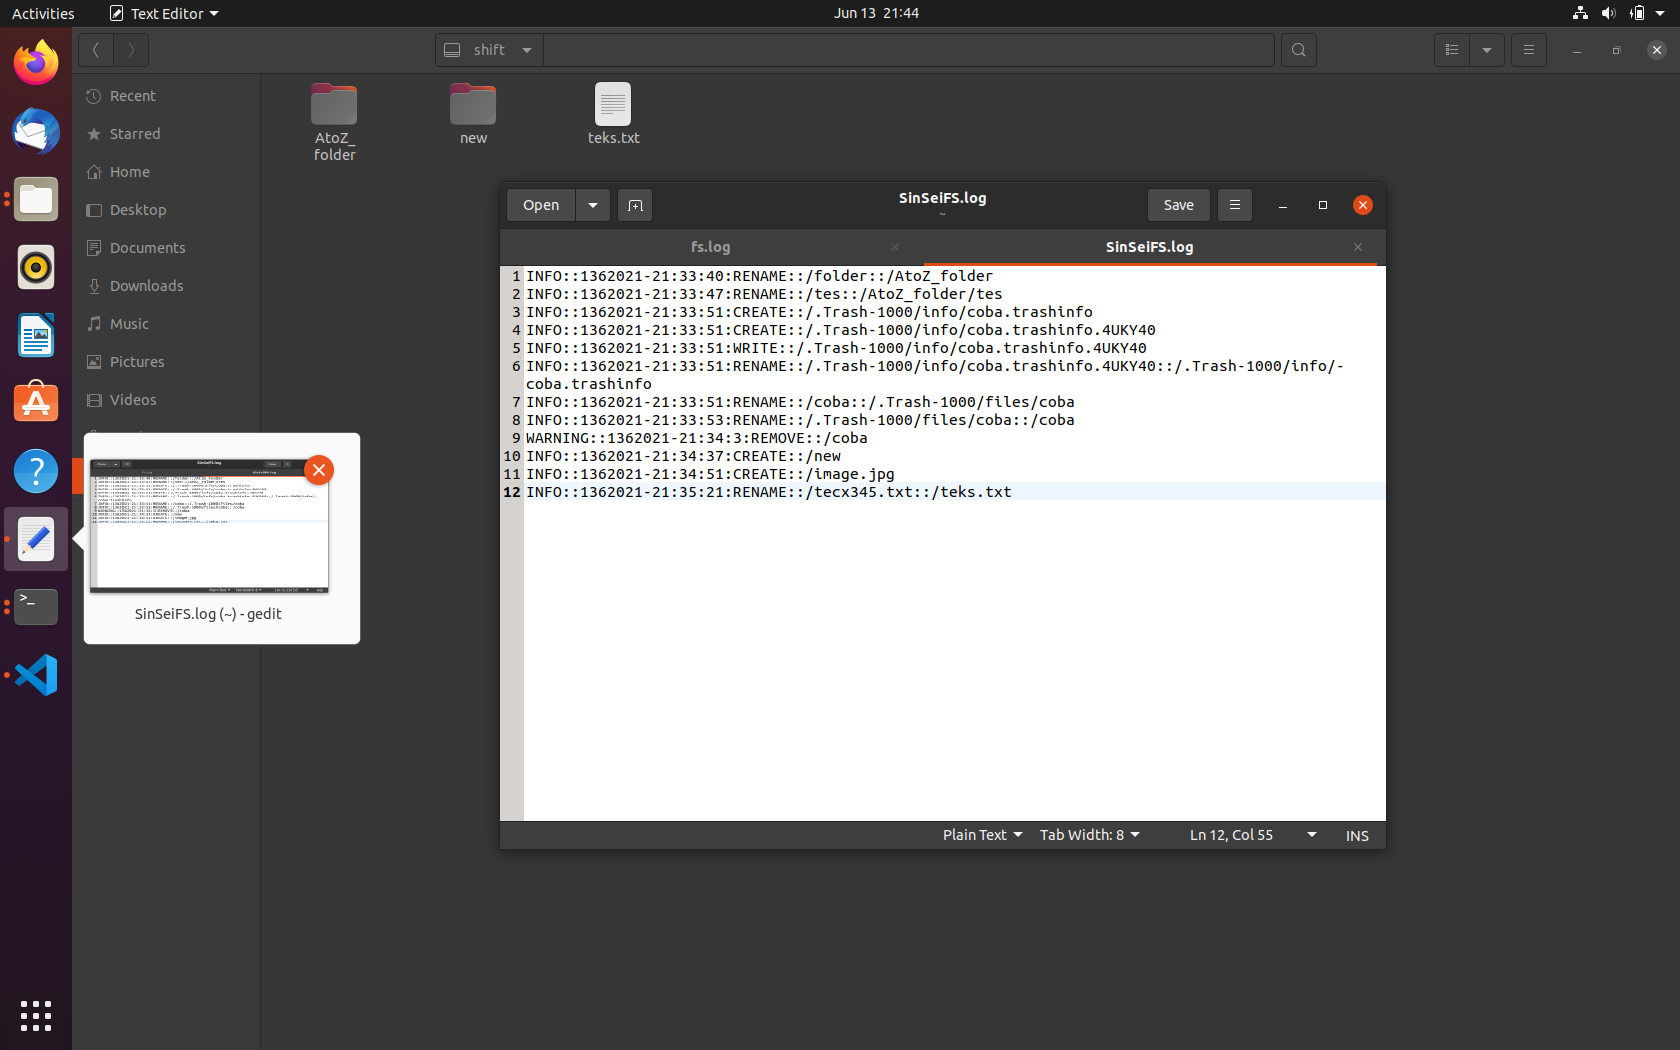 Activities
Text Editor
Jun 13 21:44
shift
Recent
Starred
Home
Desktop
Documents
Downloads
Music
Pictures
Videos
AtoZ_
folder
new
teks.txt
Open
SinSeiFS.log
~
Save
fs.log
SinSeiFS.log
1 INFO::1362021-21:33:40:RENAME::/folder::/AtoZ_folder
2 INFO::1362021-21:33:47:RENAME::/tes::/AtoZ_folder/tes
3 INFO::1362021-21:33:51:CREATE::/.Trash-1000/info/coba.trashinfo
4 INFO::1362021-21:33:51:CREATE::/.Trash-1000/info/coba.trashinfo.4UKY40
5 INFO::1362021-21:33:51:WRITE::/.Trash-1000/info/coba.trashinfo.4UKY40
6 INFO::1362021-21:33:51:RENAME::/.Trash-1000/info/coba.trashinfo.4UKY40::/.Trash-1000/info/-
coba.trashinfo
7 INFO::1362021-21:33:51:RENAME::/coba::/.Trash-1000/files/coba
8 INFO::1362021-21:33:53:RENAME::/.Trash-1000/files/coba::/coba
9 WARNING::1362021-21:34:3:REMOVE::/coba
10 INFO::1362021-21:34:37:CREATE::/new
11 INFO::1362021-21:34:51:CREATE::/image.jpg
12 INFO::1362021-21:35:21:RENAME::/tecx345.txt::/teks.txt
Plain Text
Tab Width: 8
Ln 12, Col 55
INS
SinSeiFS.log (~) - gedit